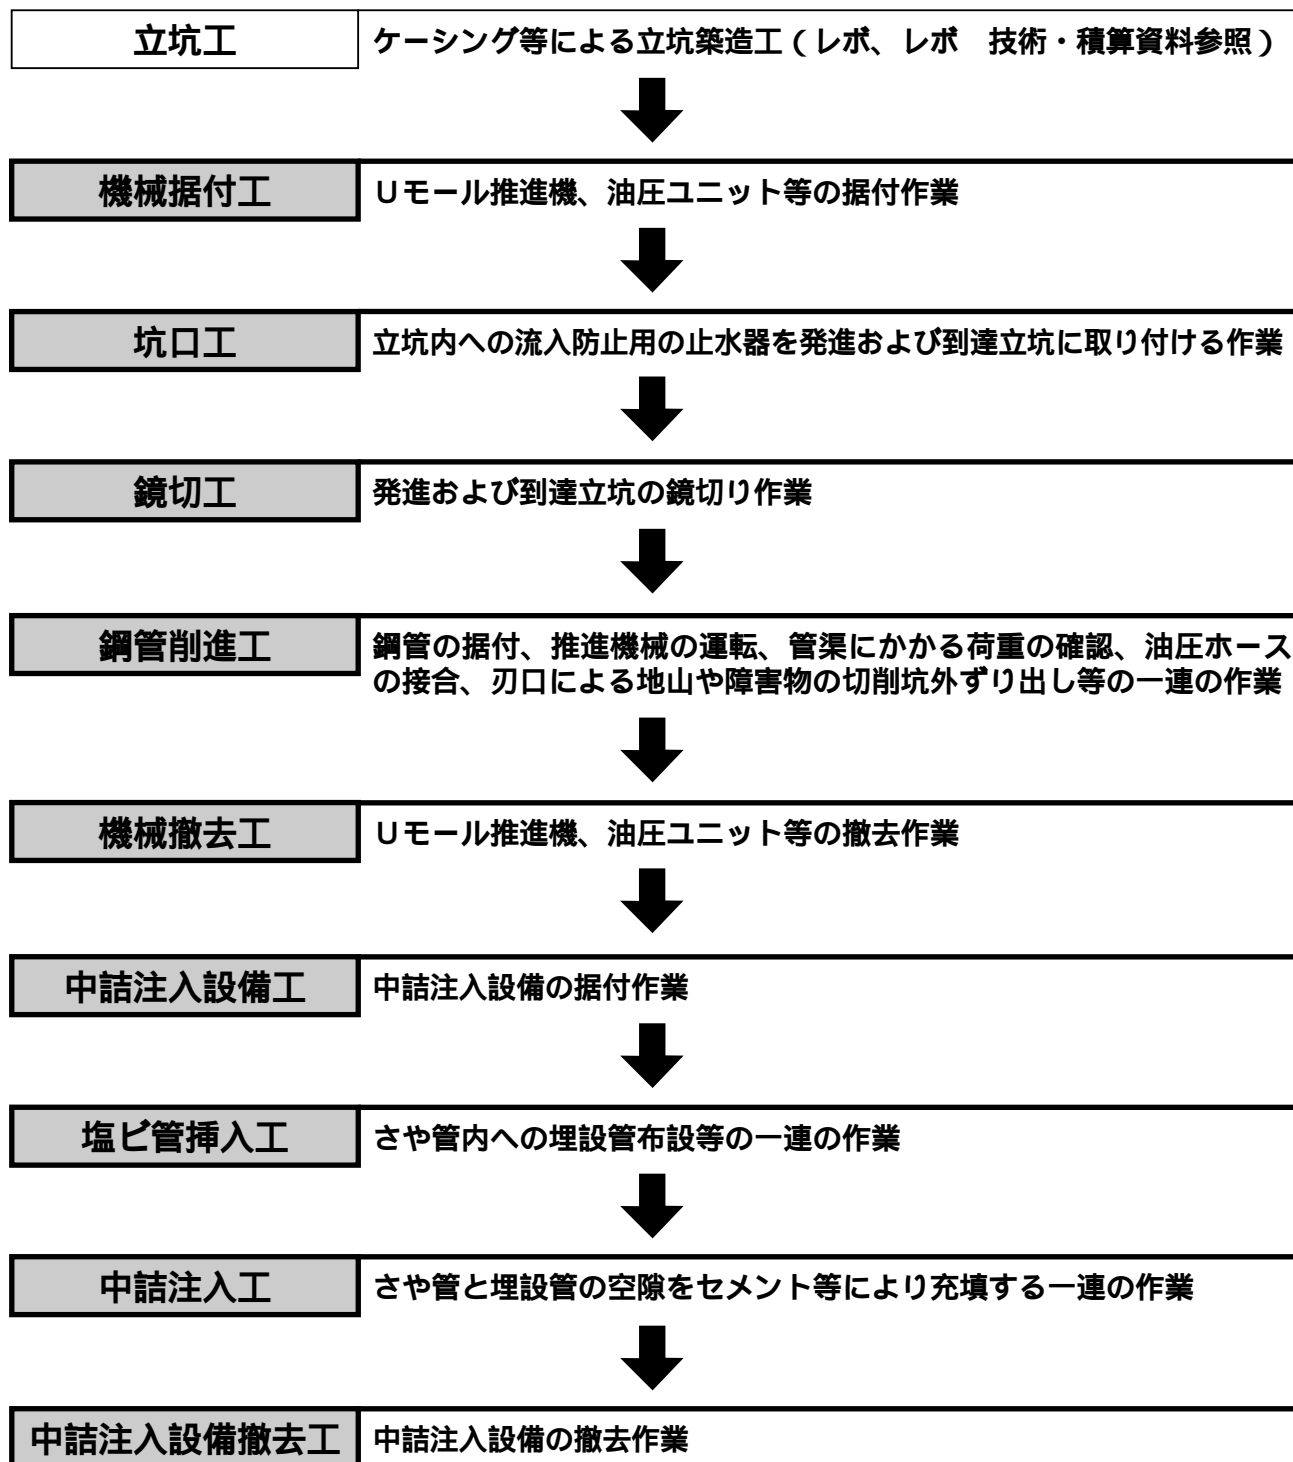 立坑工
ケーシング等による立坑築造工（レボ、レボ　技術・積算資料参照）
機械据付工
Ｕモール推進機、油圧ユニット等の据付作業
坑口工
立坑内への流入防止用の止水器を発進および到達立坑に取り付ける作業
鏡切工
発進および到達立坑の鏡切り作業
鋼管削進工
鋼管の据付、推進機械の運転、管渠にかかる荷重の確認、油圧ホース
の接合、刃口による地山や障害物の切削坑外ずり出し等の一連の作業
機械撤去工
Ｕモール推進機、油圧ユニット等の撤去作業
中詰注入設備工
中詰注入設備の据付作業
塩ビ管挿入工
さや管内への埋設管布設等の一連の作業
中詰注入工
さや管と埋設管の空隙をセメント等により充填する一連の作業
中詰注入設備撤去工
中詰注入設備の撤去作業